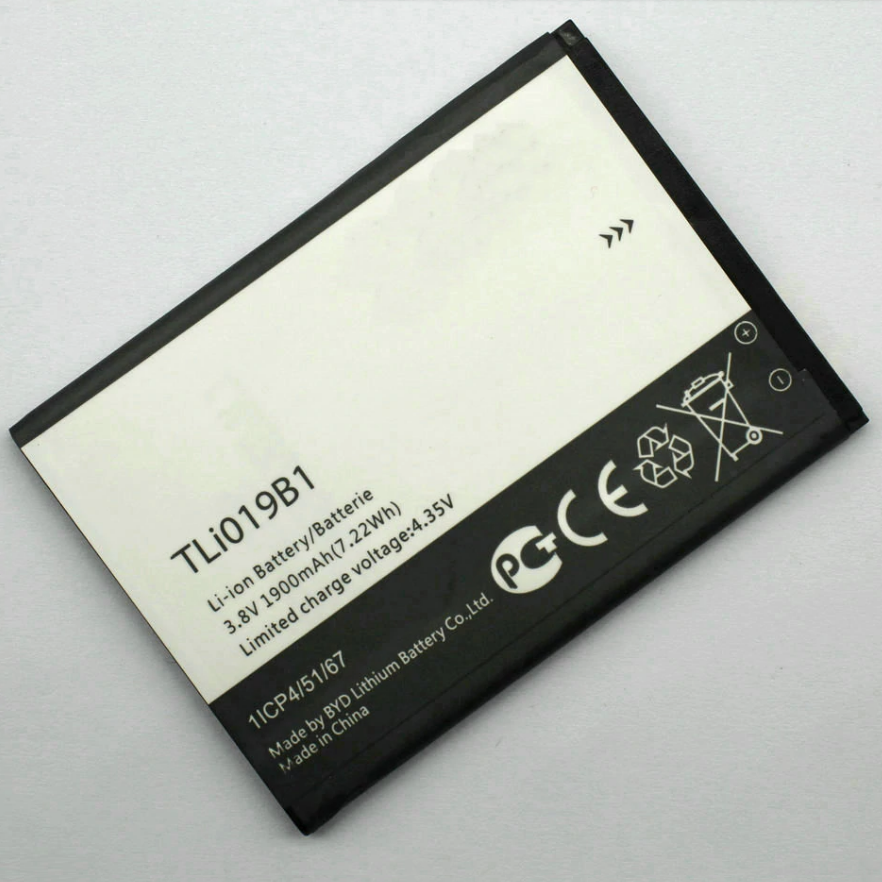 TLi019B1
Li-ion Battery/Batterie
3.8V 1900mAh(7.22Wh)
Limited charge voltage:4.35V
1ICP4/51/67
Made by BYD Lithium Battery Co.,Ltd.
Made in China
PCT CE
+
-